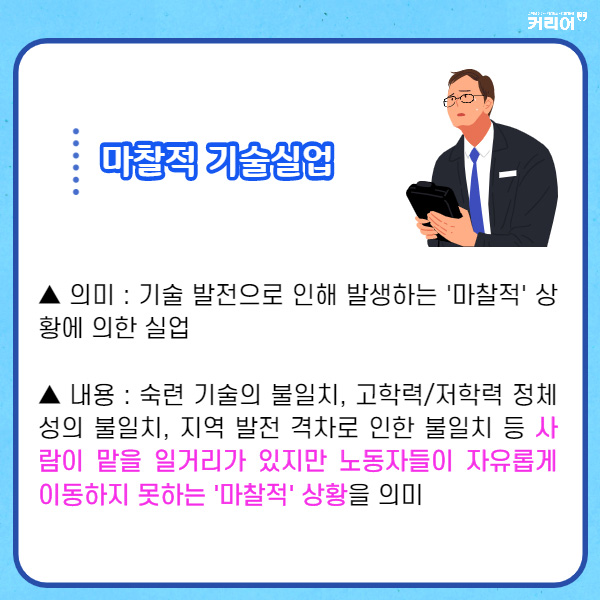 커리어
마찰적 기술실업
▲ 의미 : 기술 발전으로 인해 발생하는 '마찰적' 상
황에 의한 실업
▲ 내용 : 숙련 기술의 불일치, 고학력/저학력 정체
성의 불일치, 지역 발전 격차로 인한 불일치 등 사
람이 맡을 일거리가 있지만 노동자들이 자유롭게
이동하지 못하는 '마찰적' 상황을 의미